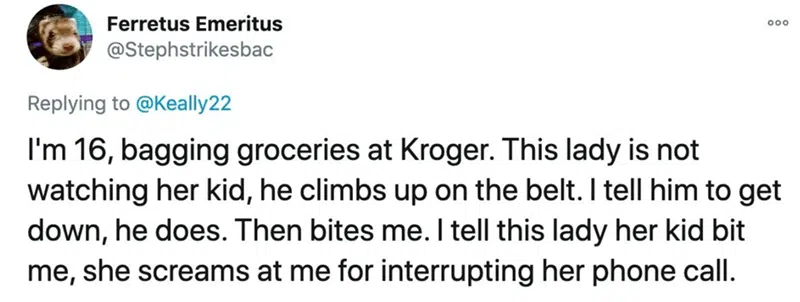 Ferretus Emeritus
@Stephstrikesbac
Replying to @Keally22
I'm 16, bagging groceries at Kroger. This lady is not
watching her kid, he climbs up on the belt. I tell him to get
down, he does. Then bites me. I tell this lady her kid bit
me, she screams at me for interrupting her phone call.